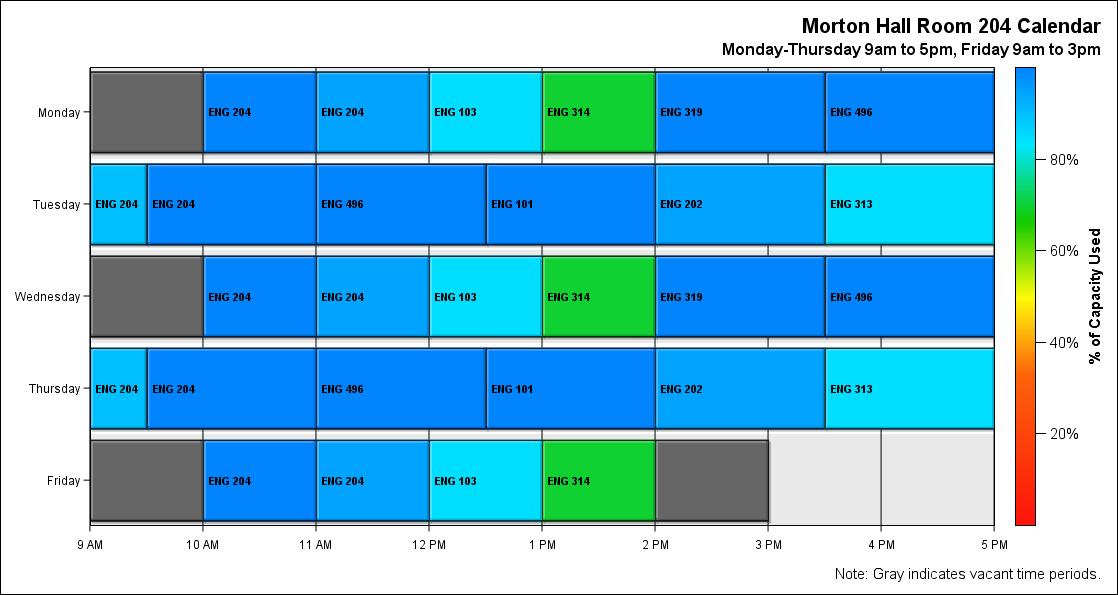 Morton Hall Room 204 Calendar
Monday-Thursday 9am to 5pm, Friday 9am to 3pm
Monday ENG 204 ENG 204 ENG 103 ENG 314 ENG 319 ENG 496
Tuesday ENG 204 ENG 204 ENG 496 ENG 101 ENG 202 ENG 313
Wednesday ENG 204 ENG 204 ENG 103 ENG 314 ENG 319 ENG 496
Thursday ENG 204 ENG 204 ENG 496 ENG 101 ENG 202 ENG 313
Friday ENG 204 ENG 204 ENG 103 ENG 314
9 AM 10 AM 11 AM 12 PM 1 PM 2 PM 3 PM 4 PM 5 PM
80%
60%
40%
20%
% of Capacity Used
Note: Gray indicates vacant time periods.